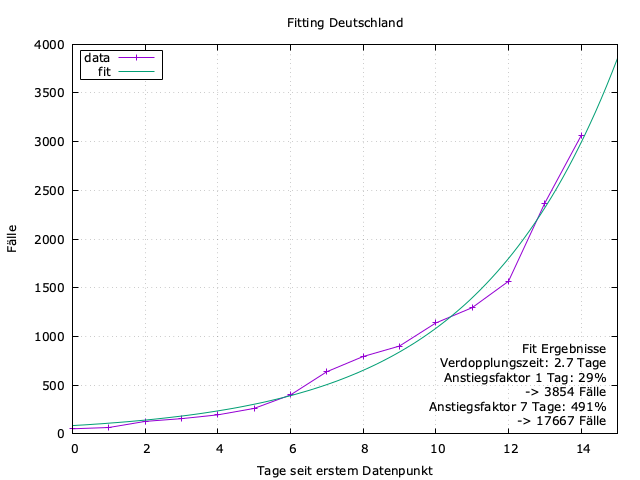 Fitting Deutschland
4000
3500
3000
2500
2000
1500
1000
500
0
Fälle
data
fit
Fit Ergebnisse
Verdopplungszeit: 2.7 Tage
Anstiegsfaktor 1 Tag: 29%
-> 3854 Fälle
Anstiegsfaktor 7 Tage: 491%
-> 17667 Fälle
0 2 4 6 8 10 12 14
Tage seit erstem Datenpunkt